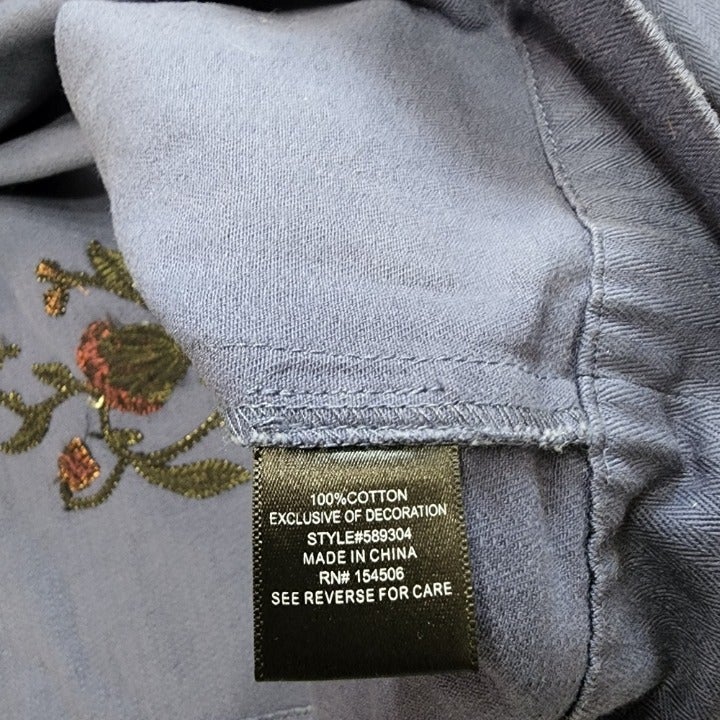 100%COTTON
EXCLUSIVE OF DECORATION
STYLE#589304
MADE IN CHINA
RN# 154506
SEE REVERSE FOR CARE